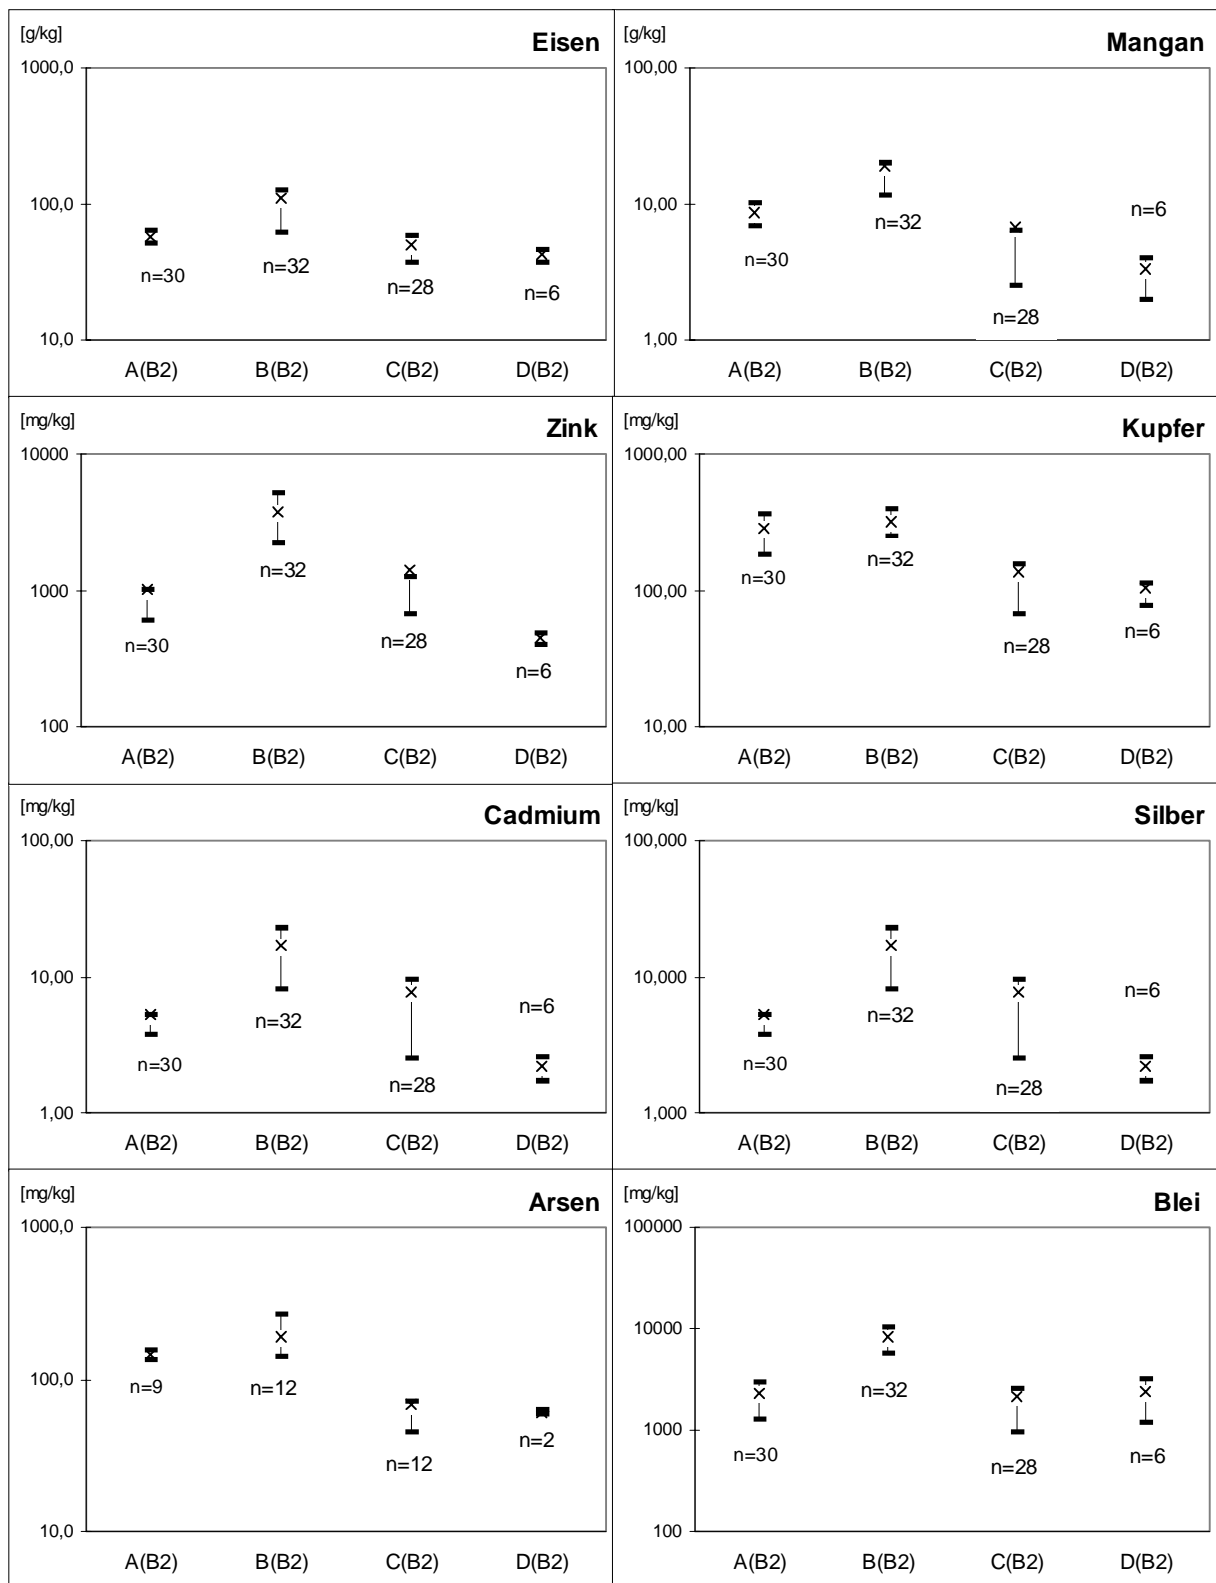 [g/kg]
Eisen
1000,0
100,0
10,0
n=30
n=32
n=28
n=6
A(B2) B(B2) C(B2) D(B2)
[g/kg]
Mangan
100,00
10,00
1,00
n=30
n=32
n=28
n=6
A(B2) B(B2) C(B2) D(B2)
[mg/kg]
Zink
10000
1000
100
n=30
n=32
n=28
n=6
A(B2) B(B2) C(B2) D(B2)
[mg/kg]
Kupfer
1000,00
100,00
10,00
n=30
n=32
n=28
n=6
A(B2) B(B2) C(B2) D(B2)
[mg/kg]
Cadmium
100,00
10,00
1,00
n=30
n=32
n=28
n=6
A(B2) B(B2) C(B2) D(B2)
[mg/kg]
Silber
100,000
10,000
1,000
n=30
n=32
n=28
n=6
A(B2) B(B2) C(B2) D(B2)
[mg/kg]
Arsen
1000,0
100,0
10,0
n=9
n=12
n=12
n=2
A(B2) B(B2) C(B2) D(B2)
[mg/kg]
Blei
100000
10000
1000
100
n=30
n=32
n=28
n=6
A(B2) B(B2) C(B2) D(B2)